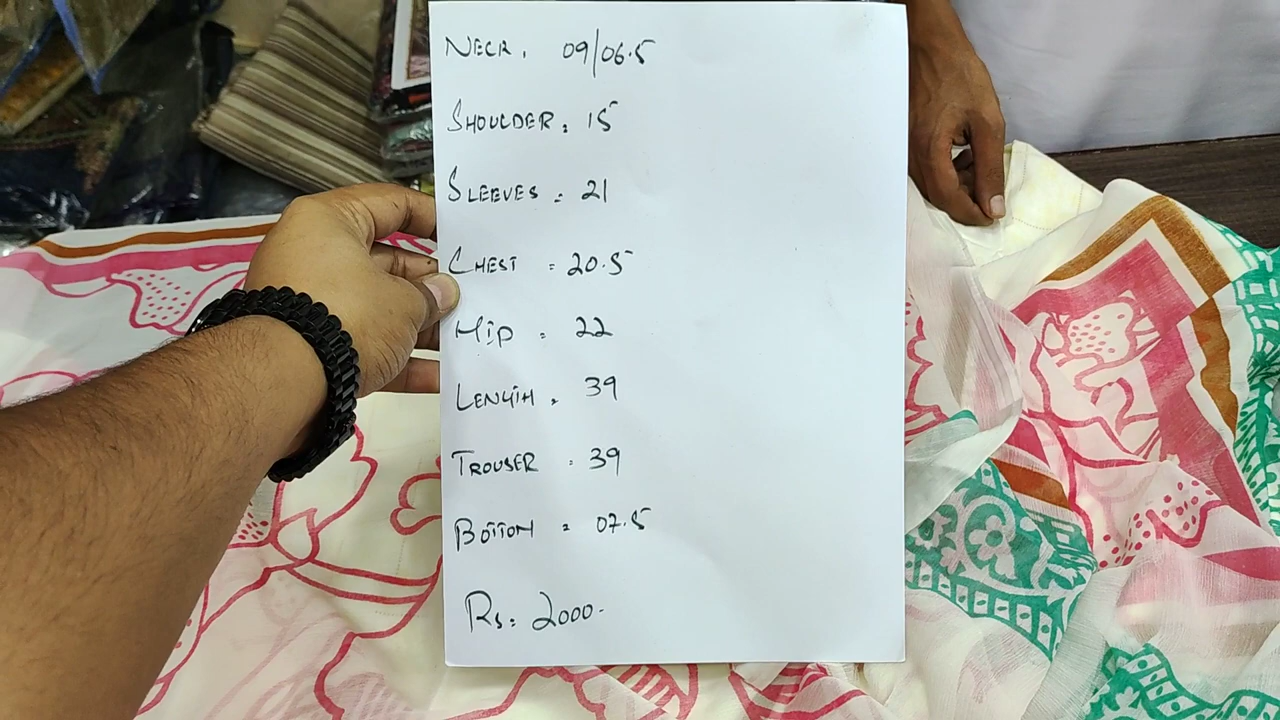 NECK, 09/06.5
SHOULDER = 15
SLEEVES = 21
CHEST = 20.5
Hip = 22
LENGTH = 39
TROUSER = 39
BOTTOM = 07.5
Rs = 2000-